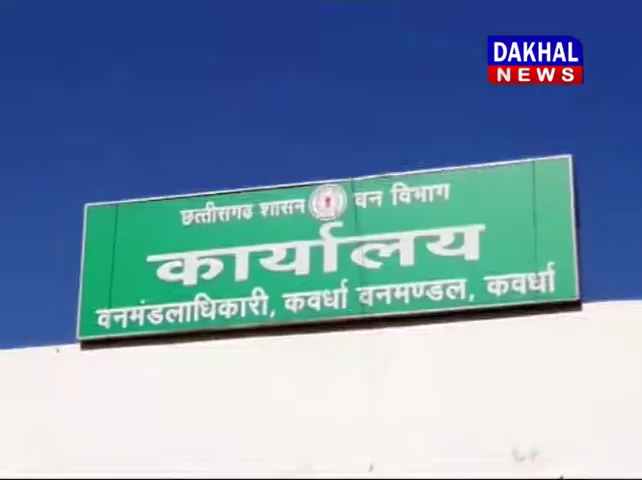 DAKHAL
NEWS
छत्तीसगढ शासन वन विभाग
कार्यालय
वनमंडलाधिकारी, कवर्धा वनमण्डल, कवर्धा